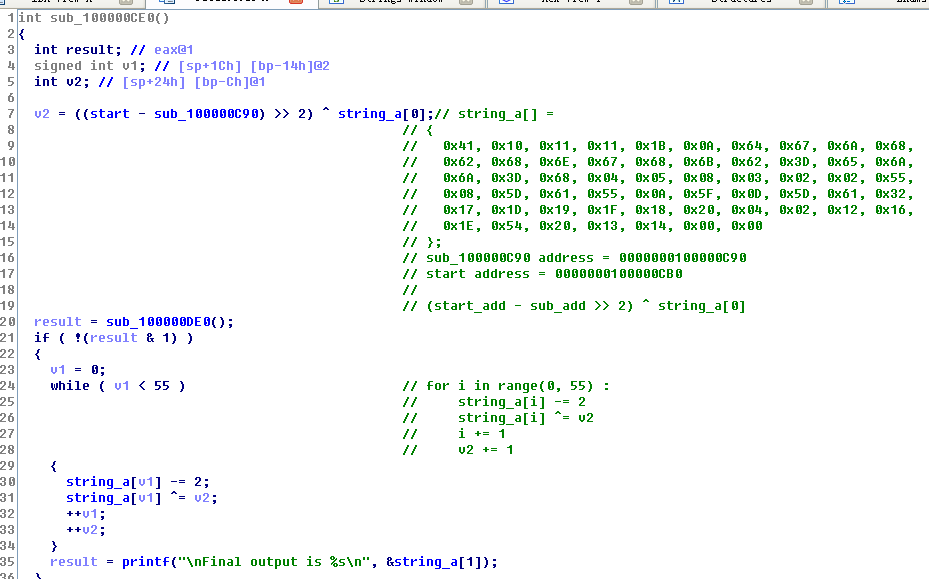 Strings window
Structures
Enums
1 int sub_100000CE0()
2 {
3 int result; // eax@1
4 signed int v1; // [sp+1Ch] [bp-14h]@2
5 int v2; // [sp+24h] [bp-Ch]@1
6
7 v2 = ((start - sub_100000C90) >> 2) ^ string_a[0];// string_a[] =
8 // {
9 // 0x41, 0x10, 0x11, 0x11, 0x1B, 0x0A, 0x64, 0x67, 0x6A, 0x68,
10 // 0x62, 0x68, 0x6E, 0x67, 0x68, 0x6B, 0x62, 0x3D, 0x65, 0x6A,
11 // 0x6A, 0x3D, 0x68, 0x04, 0x05, 0x08, 0x03, 0x02, 0x02, 0x55,
12 // 0x08, 0x5D, 0x61, 0x55, 0x0A, 0x5F, 0x0D, 0x5D, 0x61, 0x32,
13 // 0x17, 0x1D, 0x19, 0x1F, 0x18, 0x20, 0x04, 0x02, 0x12, 0x16,
14 // 0x1E, 0x54, 0x20, 0x13, 0x14, 0x00, 0x00
15 // };
16 // sub_100000C90 address = 0000000100000C90
17 // start address = 0000000100000CB0
18 //
19 // (start_add - sub_add >> 2) ^ string_a[0]
20 result = sub_100000DE0();
21 if ( !(result & 1) )
22 {
23 v1 = 0;
24 while ( v1 < 55 ) // for i in range(0, 55) :
25 // string_a[i] -= 2
26 // string_a[i] ^= v2
27 // i += 1
28 // v2 += 1
29 {
30 string_a[v1] -= 2;
31 string_a[v1] ^= v2;
32 ++v1;
33 ++v2;
34 }
35 result = printf("\nFinal output is %s\n", &string_a[1]);
36 }